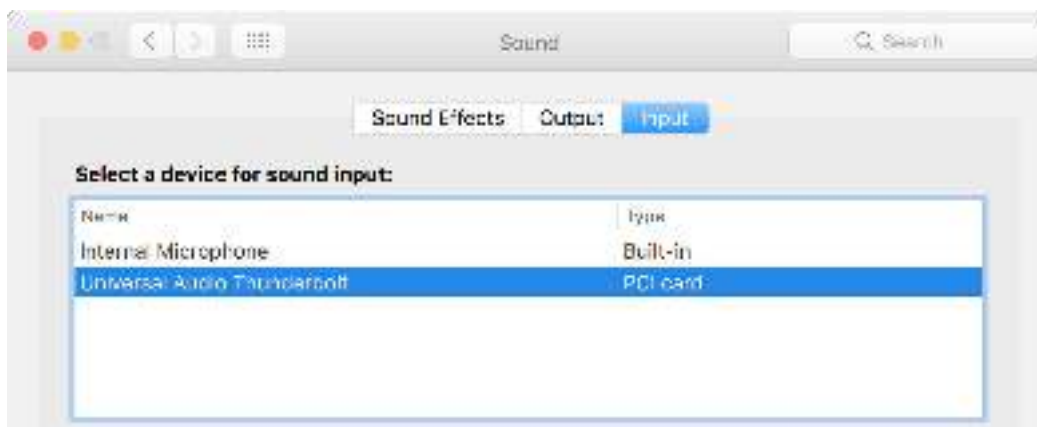 Sound
Search
Sound Effects Output Input
Select a device for sound input:
Name Type
Internal Microphone Built-in
Universal Audio Thunderbolt PCI card